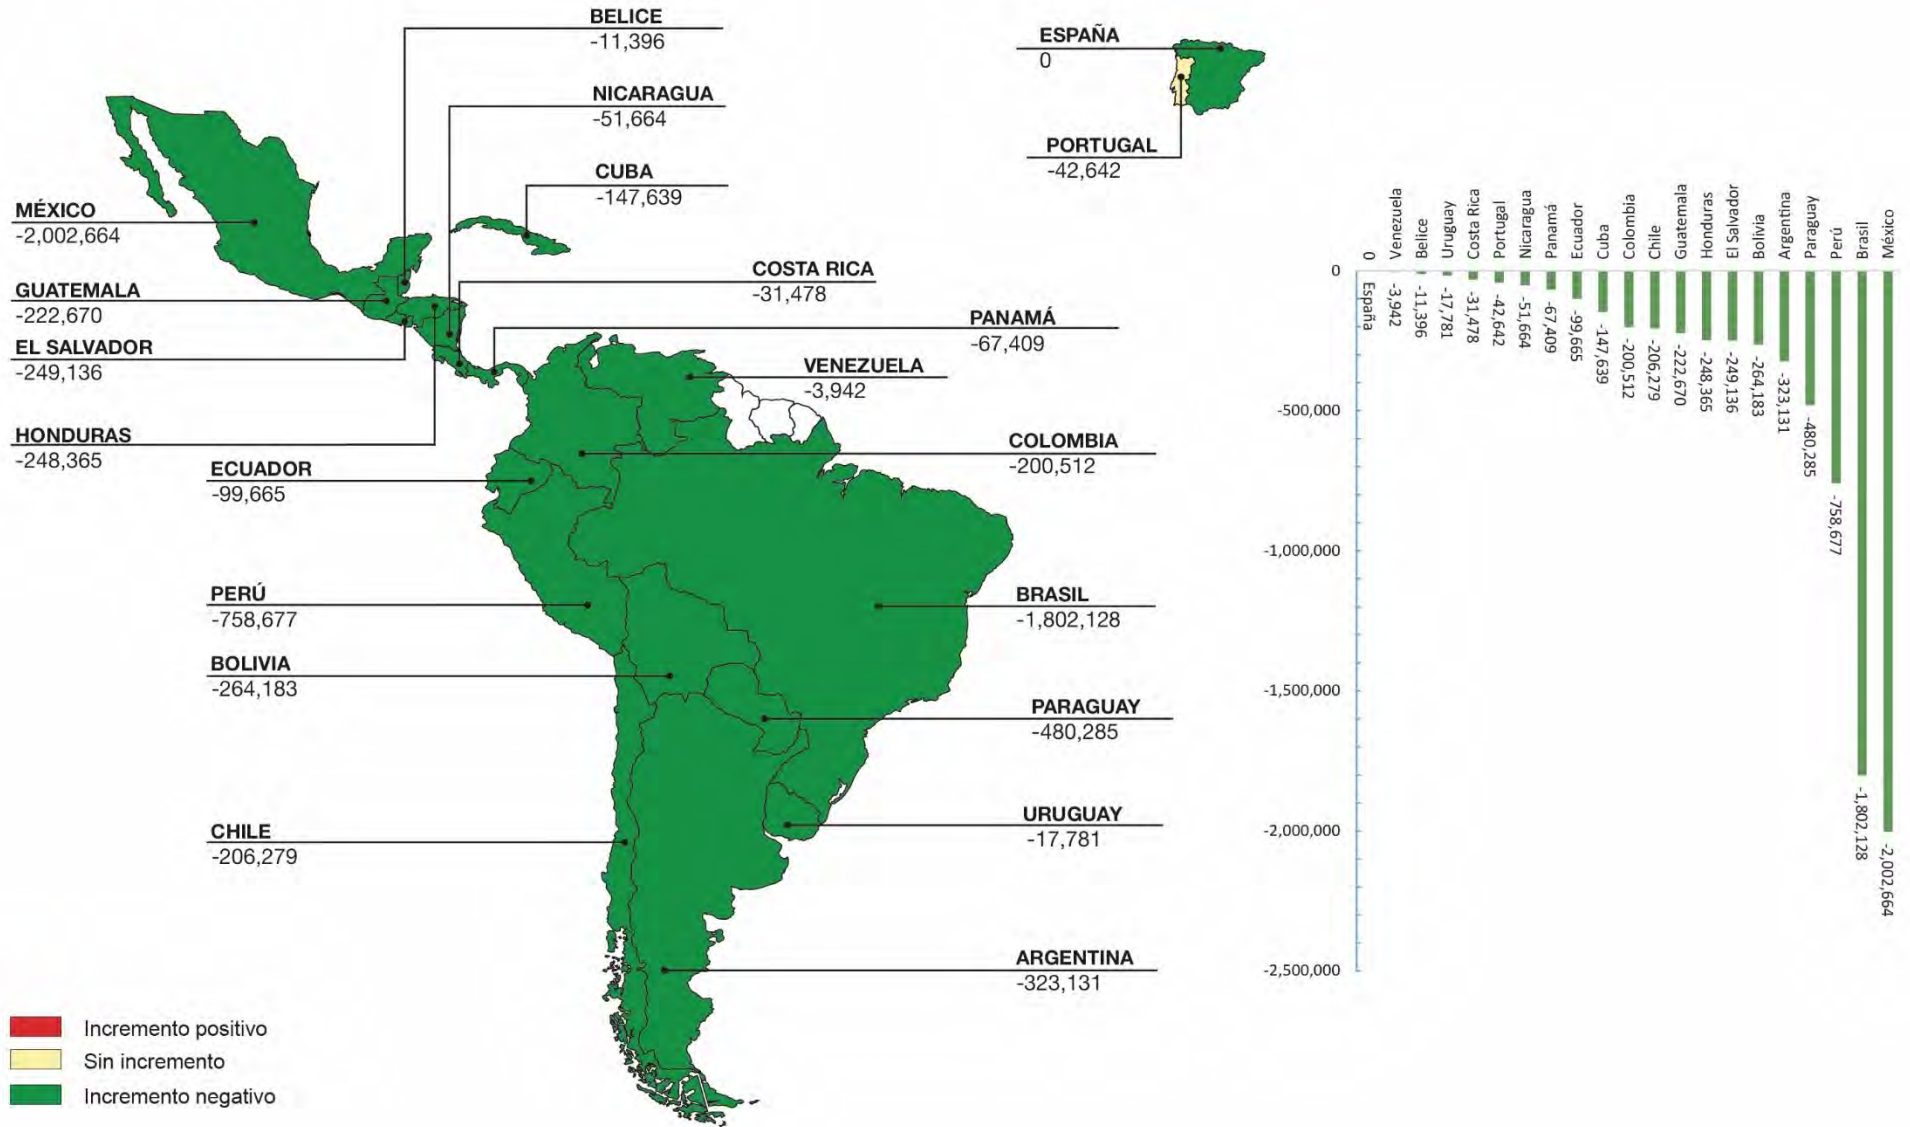 BELICE
-11,396
NICARAGUA
-51,664
CUBA
-147,639
MÉXICO
-2,002,664
GUATEMALA
-222,670
EL SALVADOR
-249,136
HONDURAS
-248,365
COSTA RICA
-31,478
PANAMÁ
-67,409
VENEZUELA
-3,942
COLOMBIA
-200,512
ECUADOR
-99,665
PERÚ
-758,677
BRASIL
-1,802,128
BOLIVIA
-264,183
PARAGUAY
-480,285
URUGUAY
-17,781
CHILE
-206,279
ARGENTINA
-323,131
ESPAÑA
0
PORTUGAL
-42,642
Incremento positivo
Sin incremento
Incremento negativo
0
-500,000
-1,000,000
-1,500,000
-2,000,000
-2,500,000
0
España
Venezuela
-3,942
Belice
-11,396
Uruguay
-17,781
Costa Rica
-31,478
Portugal
-42,642
Nicaragua
-51,664
Panamá
-67,409
Ecuador
-99,665
Cuba
-147,639
Colombia
-200,512
Chile
-206,279
Guatemala
-222,670
Honduras
-248,365
El Salvador
-249,136
Bolivia
-264,183
Argentina
-323,131
Paraguay
-480,285
Perú
-758,677
Brasil
-1,802,128
México
-2,002,664